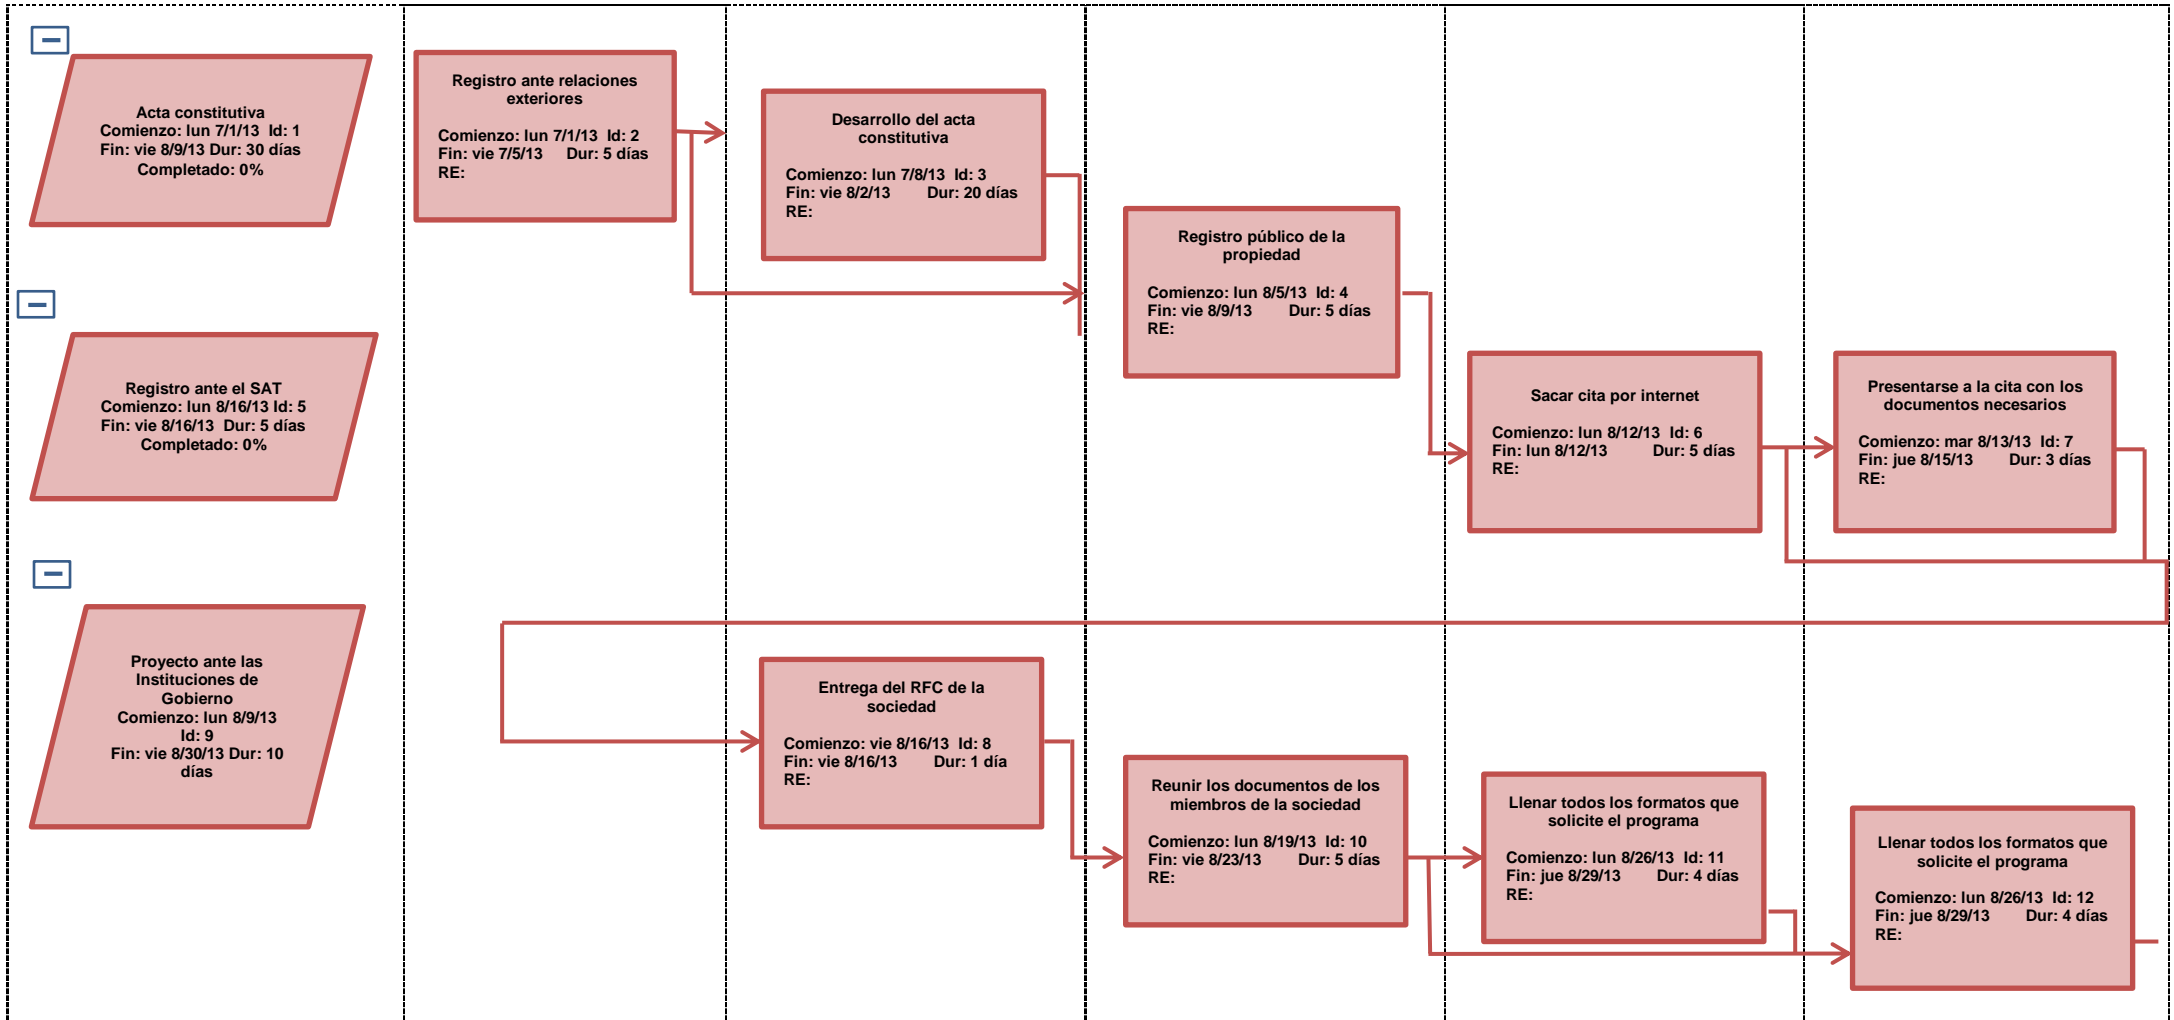 Acta constitutiva
Comienzo: lun 7/1/13 Id: 1
Fin: vie 8/9/13 Dur: 30 días
Completado: 0%
Registro ante relaciones
exteriores
Comienzo: lun 7/1/13 Id: 2
Fin: vie 7/5/13 Dur: 5 días
RE:
Desarrollo del acta
constitutiva
Comienzo: lun 7/8/13 Id: 3
Fin: vie 8/2/13 Dur: 20 días
RE:
Registro público de la
propiedad
Comienzo: lun 8/5/13 Id: 4
Fin: vie 8/9/13 Dur: 5 días
RE:
Registro ante el SAT
Comienzo: lun 8/16/13 Id: 5
Fin: vie 8/16/13 Dur: 5 días
Completado: 0%
Sacar cita por internet
Comienzo: lun 8/12/13 Id: 6
Fin: lun 8/12/13 Dur: 5 días
RE:
Presentarse a la cita con los
documentos necesarios
Comienzo: mar 8/13/13 Id: 7
Fin: jue 8/15/13 Dur: 3 días
RE:
Proyecto ante las
Instituciones de
Gobierno
Comienzo: lun 8/9/13
Id: 9
Fin: vie 8/30/13 Dur: 10
días
Entrega del RFC de la
sociedad
Comienzo: vie 8/16/13 Id: 8
Fin: vie 8/16/13 Dur: 1 día
RE:
Reunir los documentos de los
miembros de la sociedad
Comienzo: lun 8/19/13 Id: 10
Fin: vie 8/23/13 Dur: 5 días
RE:
Llenar todos los formatos que
solicite el programa
Comienzo: lun 8/26/13 Id: 11
Fin: jue 8/29/13 Dur: 4 días
RE:
Llenar todos los formatos que
solicite el programa
Comienzo: lun 8/26/13 Id: 12
Fin: jue 8/29/13 Dur: 4 días
RE: